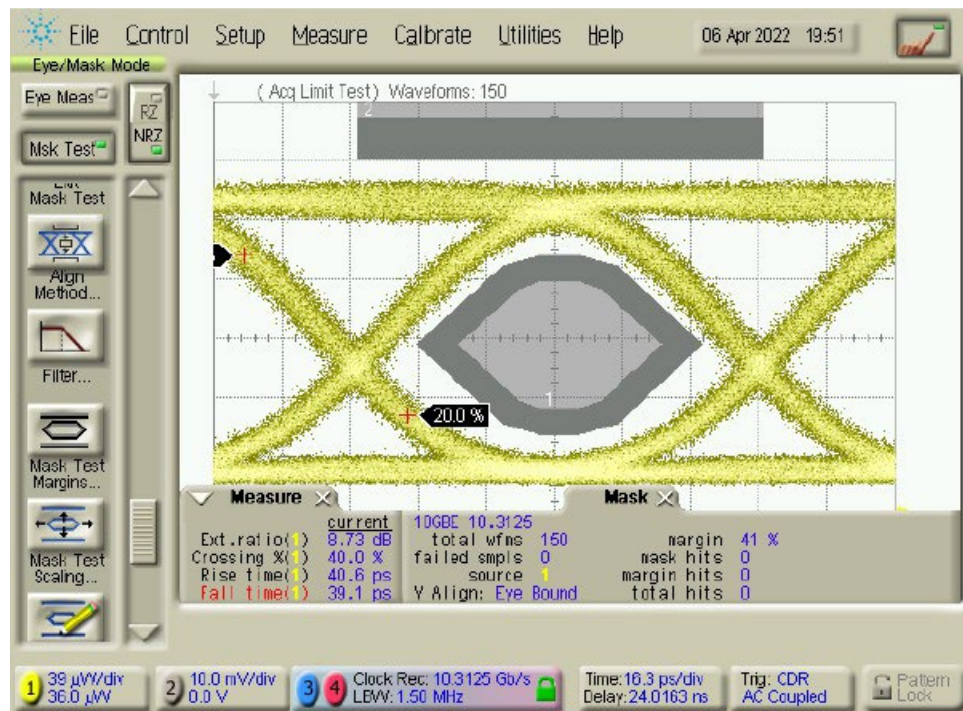 File Control Setup Measure Calibrate Utilities Help 06 Apr 2022 19:51
Eye/Mask Mode
Eye Meas
RZ
NRZ
Msk Test
Mask Test
Align
Method...
Filter...
Mask Test
Margins...
Mask Test
Scaling...
( Acq Limit Test ) Waveforms: 150
2
1
20.0 %
Measure
Mask
current
Ext.ratio(1) 8.73 dB
Crossing %(1) 40.0 %
Rise time(1) 40.6 ps
Fall time(1) 39.1 ps
10GBE 10.3125
total wfms 150
failed smpls 0
source 1
Y Align: Eye Bound
margin 41 %
mask hits 0
margin hits 0
total hits 0
1 39 µW/div
36.0 µW
2 10.0 mV/div
0.0 V
3 4 Clock Rec: 10.3125 Gb/s
LBW: 1.50 MHz
Time:16.3 ps/div
Delay:24.0163 ns
Trig: CDR
AC Coupled
Pattern
Lock